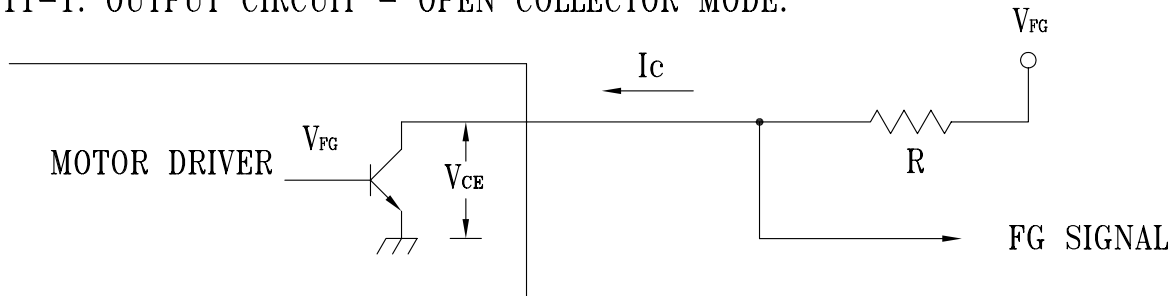 OUTPUT CIRCUIT - OPEN COLLECTOR MODE:
VFG
Ic
VFG
MOTOR DRIVER
VCE
R
FG SIGNAL